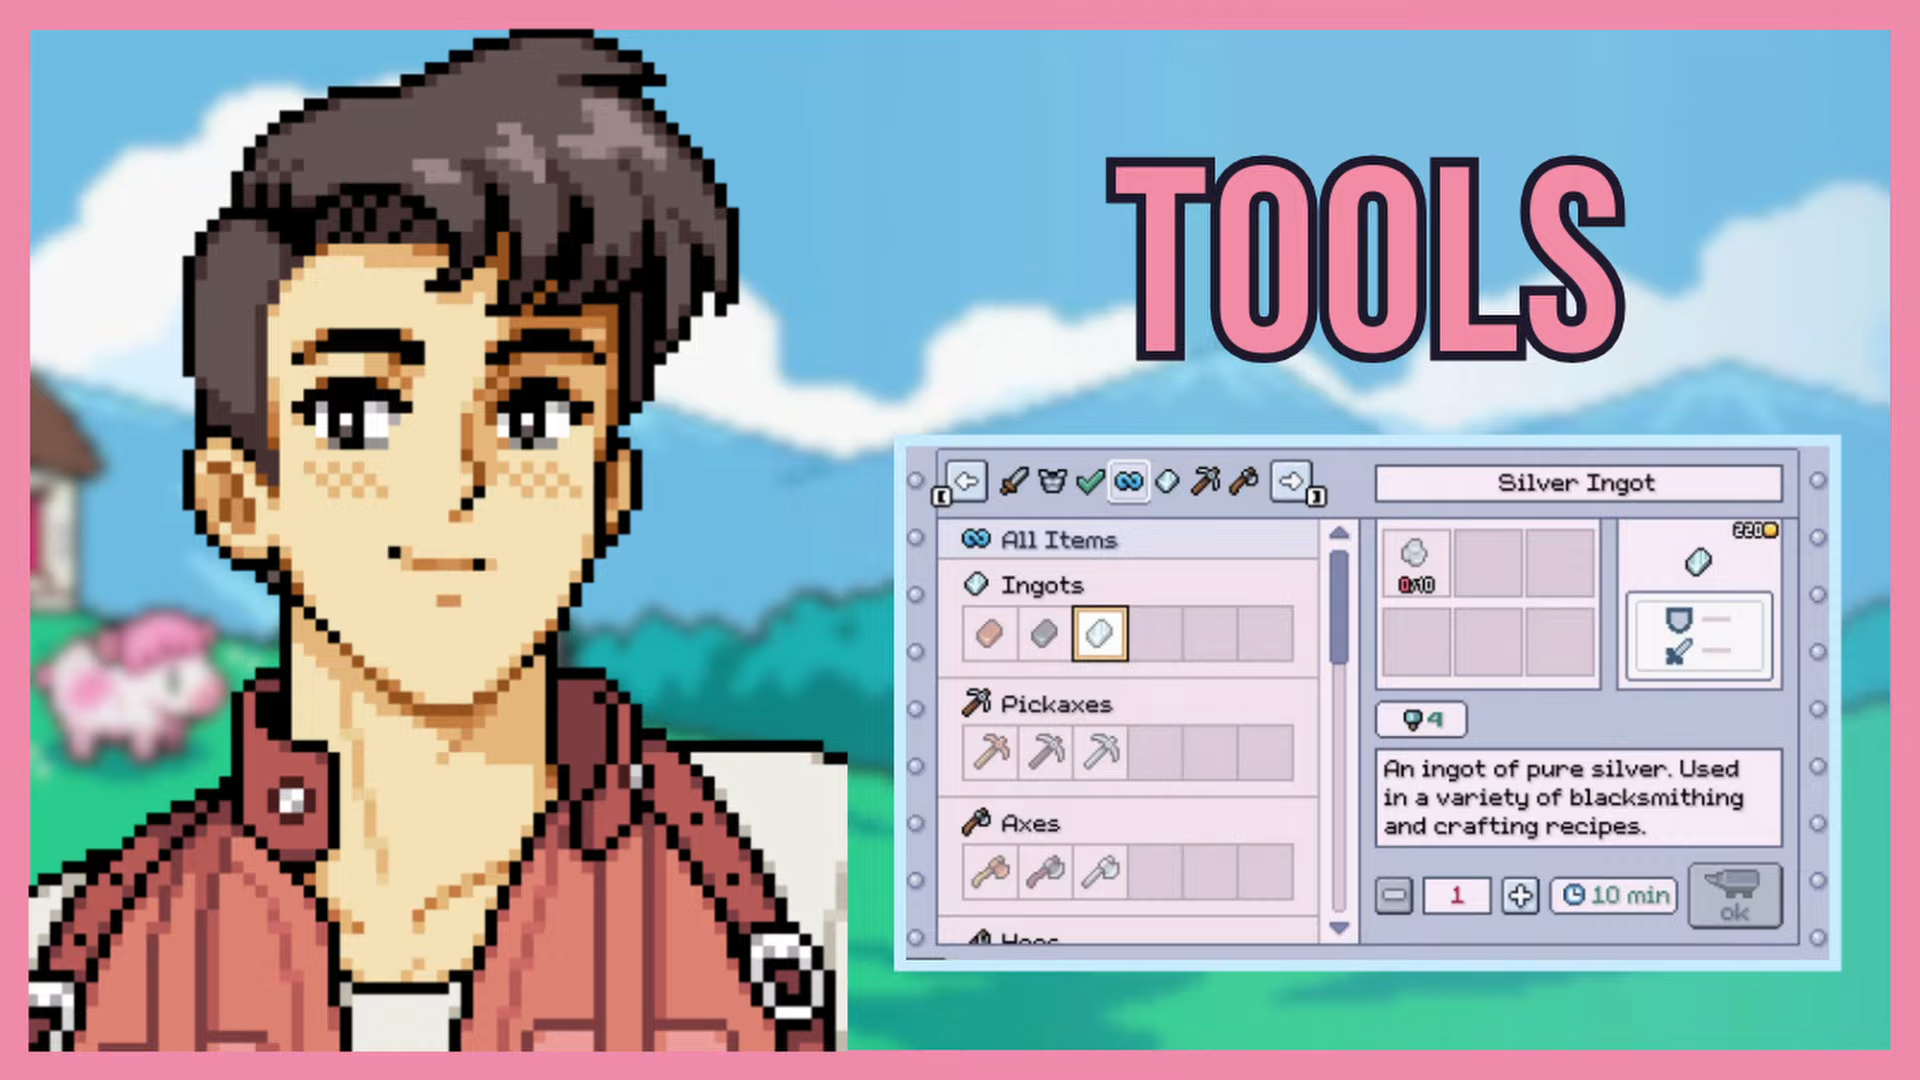 TOOLS
Silver Ingot
All Items
220
Ingots
0/10
Pickaxes
4
An ingot of pure silver. Used
in a variety of blacksmithing
and crafting recipes.
Axes
1
10 min
ok
Hoes